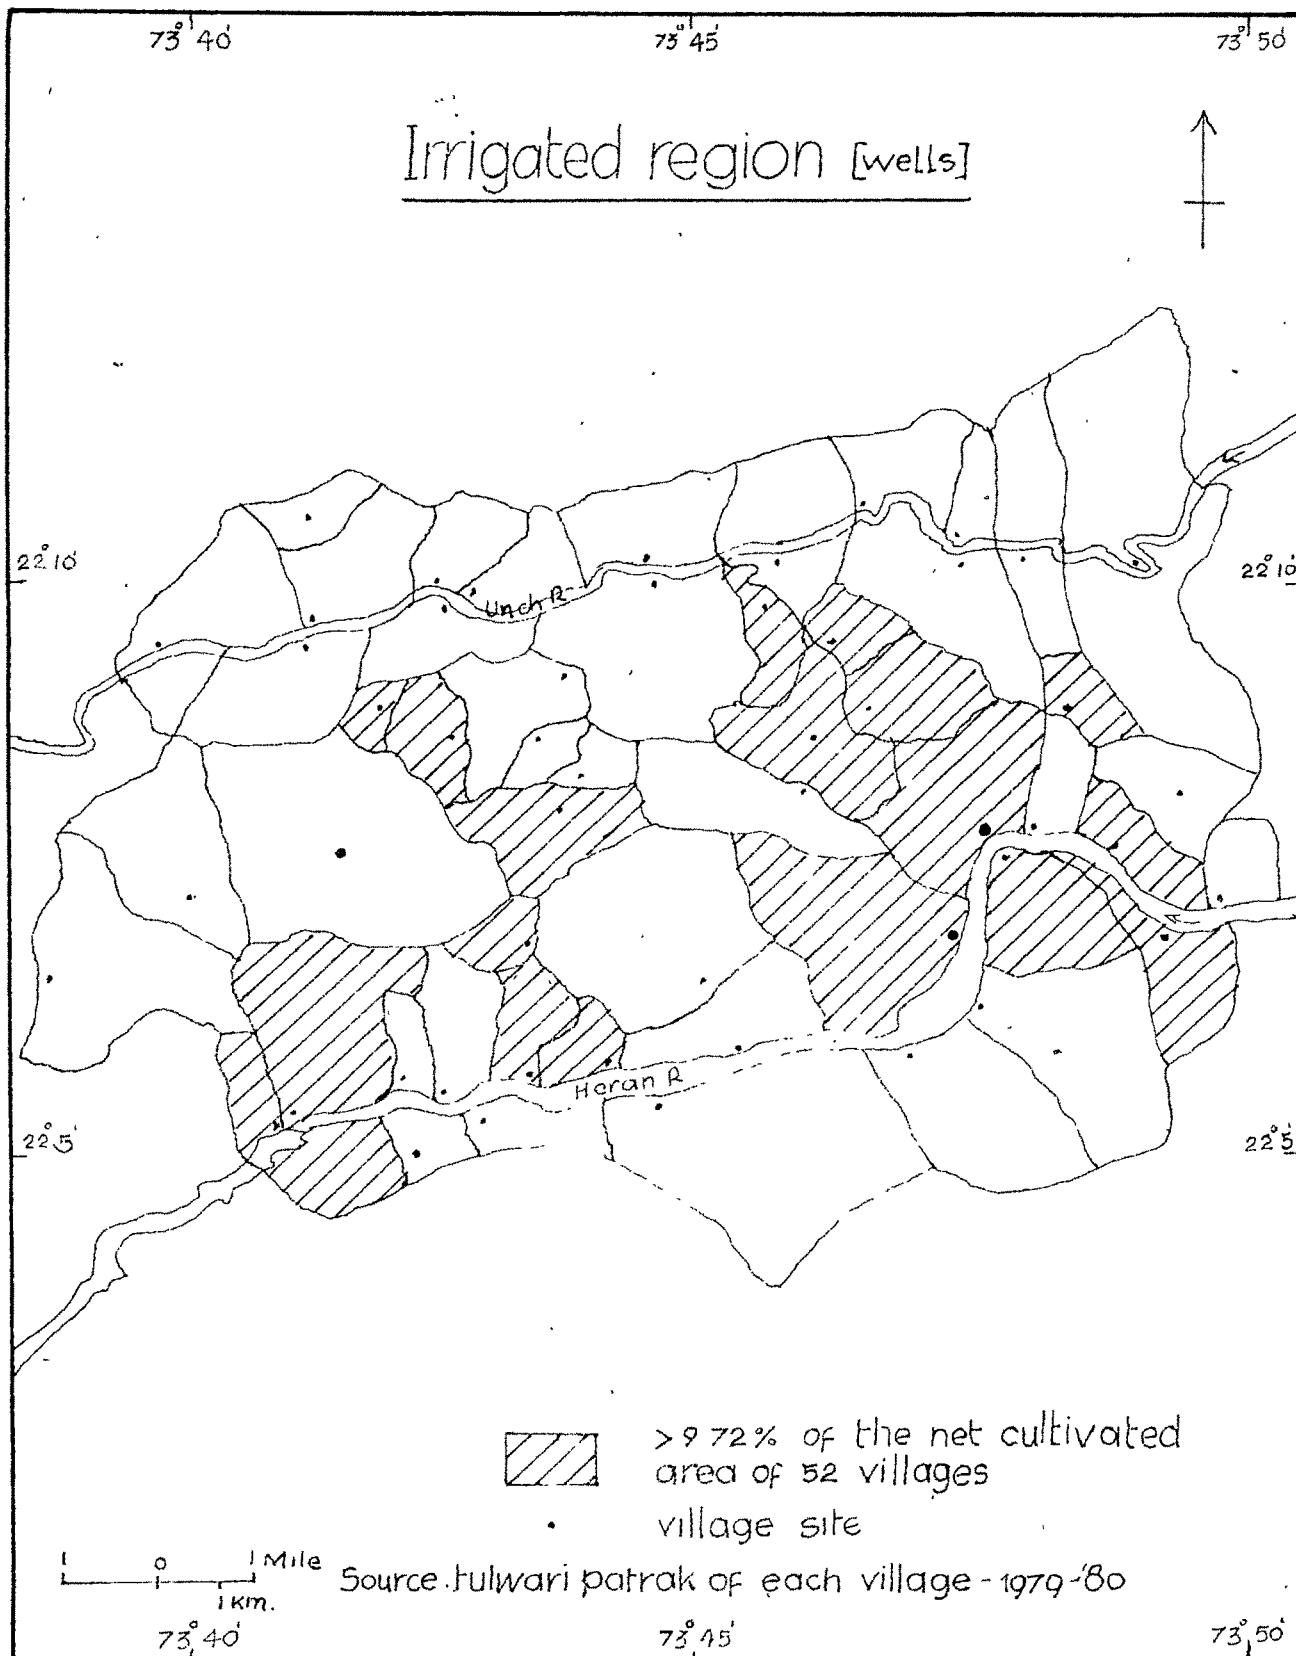 73° 40'
73° 45'
73° 50'
Irrigated region [wells]
22° 10'
22° 10'
Unch R
Heran R
22° 5'
22° 5'
>9 72% of the net cultivated
area of 52 villages
village site
1 0 1 Mile
1 km.
Source. tulwari patrak of each village - 1979-'80
73° 40'
73° 45'
73° 50'